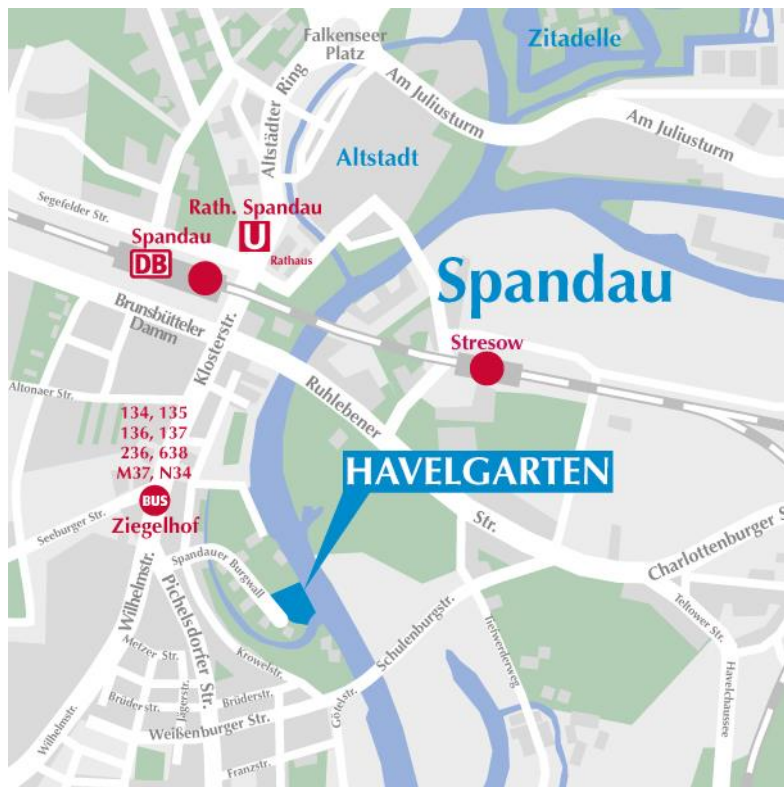 Falkenseer
Platz
Zitadelle
Altstädter Ring
Am Juliusturm
Am Juliusturm
Altstadt
Segefelder Str.
Rath. Spandau
U
Rathaus
Spandau
DB
Spandau
Brunsbütteler
Damm
Klosterstr.
Stresow
Altonaer Str.
Ruhlebener
Str.
134, 135
136, 137
236, 638
M37, N34
BUS
Ziegelhof
HAVELGARTEN
Seeburger Str.
Spandauer Burgwall
Charlottenburger S
Wilhelmstr.
Pichelsdorfer Str.
Teltower Str.
Schulenburgstr.
Tiefwerderweg
Metzer Str.
Krowelstr.
Havelchaussee
Brüder str.
Jägerstr.
Brüderstr.
Götelstr.
Weißenburger Str.
Wilhelmstr.
Franzstr.